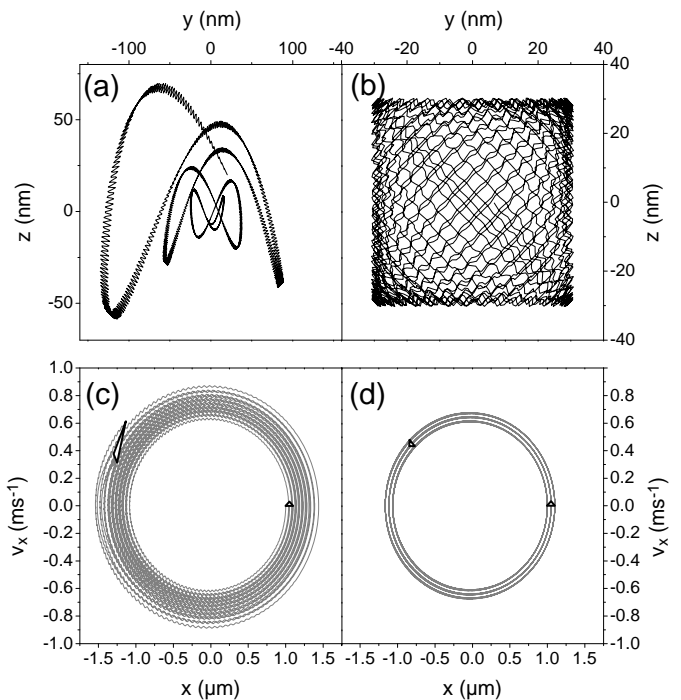 y (nm) y (nm)
-100 0 100 -40 -20 0 20 40
(a) (b)
50 0 -50
z (nm)
40 20 0 -20 -40
z (nm)
(c) (d)
1.0 0.8 0.6 0.4 0.2 0.0 -0.2 -0.4 -0.6 -0.8 -1.0
v_x (ms⁻¹)
1.0 0.8 0.6 0.4 0.2 0.0 -0.2 -0.4 -0.6 -0.8 -1.0
v_x (ms⁻¹)
-1.5 -1.0 -0.5 0.0 0.5 1.0 1.5 -1.5 -1.0 -0.5 0.0 0.5 1.0 1.5
x (µm) x (µm)